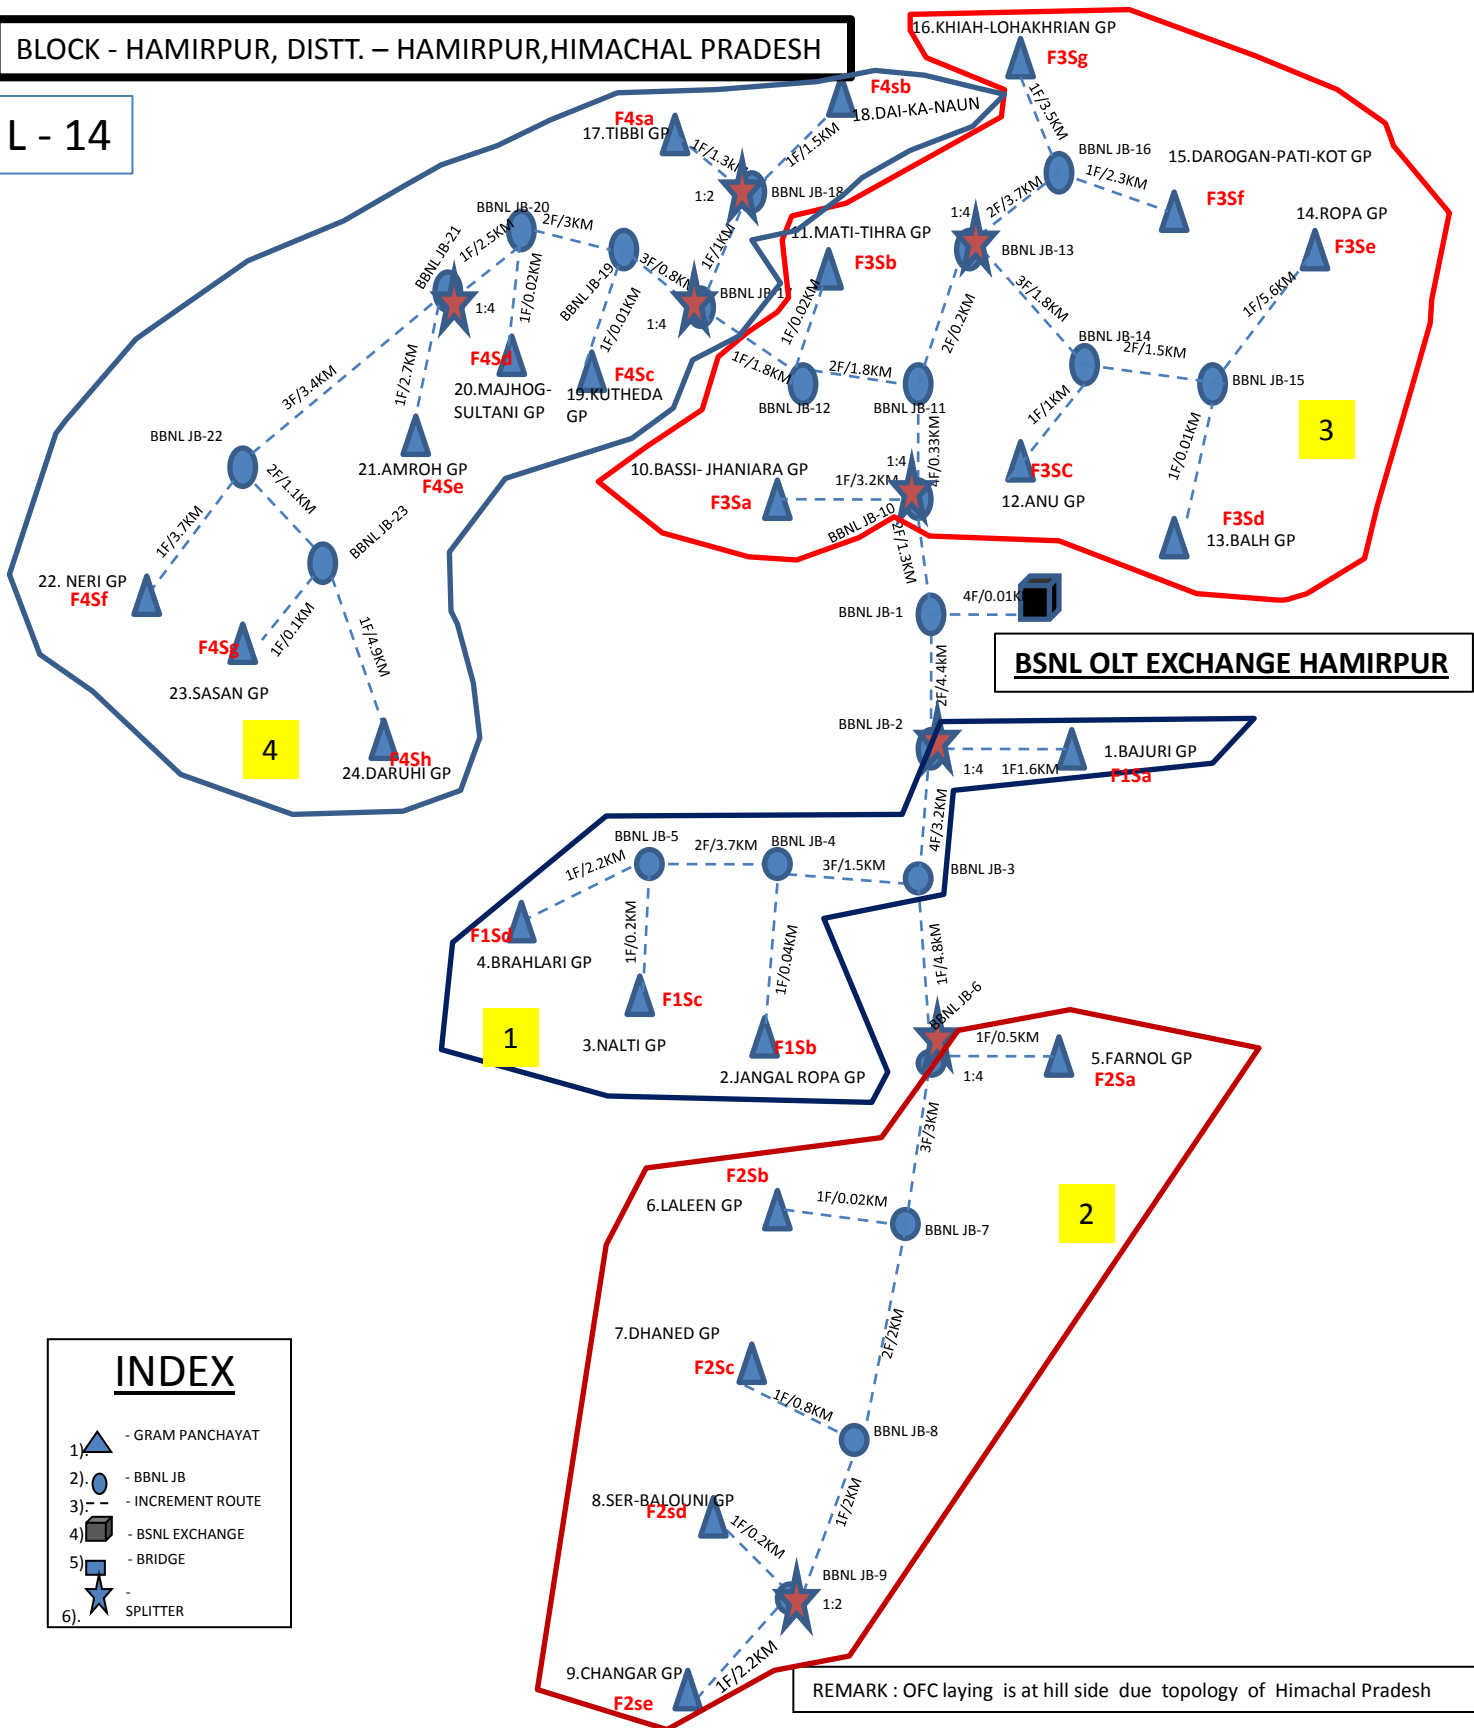 BLOCK - HAMIRPUR, DISTT. – HAMIRPUR,HIMACHAL PRADESH
L - 14
16.KHIAH-LOHAKHRIAN GP
F3Sg
1F/3.5KM
BBNL JB-16
15.DAROGAN-PATI-KOT GP
1F/2.3KM
F3Sf
2F/3.7KM
1:4
BBNL JB-13
14.ROPA GP
F3Se
1F/5.6KM
3F/1.8KM
BBNL JB-14
2F/1.5KM
BBNL JB-15
2F/0.2KM
1F/1KM
F3SC
12.ANU GP
1F/0.01KM
F3Sd
13.BALH GP
3
F4sb
18.DAI-KA-NAUN
F4sa
17.TIBBI GP
1F/1.3kM
1F/1.5KM
1:2
BBNL JB-18
1F/1KM
BBNL JB-20
2F/3KM
BBNL JB-21
1F/2.5KM
BBNL JB-19
3F/0.8KM
BBNL JB-17
1:4
1:4
1F/0.02KM
1F/0.01KM
F4Sd
20.MAJHOG-
SULTANI GP
F4Sc
19.KUTHEDA
GP
11.MATI-TIHRA GP
F3Sb
1F/0.02KM
1F/1.8KM
2F/1.8KM
BBNL JB-12
BBNL JB-11
4F/0.33KM
1:4
10.BASSI- JHANIARA GP
1F/3.2KM
F3Sa
BBNL JB-10
2F/1.3KM
3F/3.4KM
1F/2.7KM
21.AMROH GP
F4Se
BBNL JB-22
2F/1.1KM
BBNL JB-23
1F/3.7KM
22. NERI GP
F4Sf
1F/0.1KM
F4Sg
23.SASAN GP
1F/4.9KM
F4Sh
24.DARUHI GP
4
BBNL JB-1
4F/0.01KM
BSNL OLT EXCHANGE HAMIRPUR
2F/4.4kM
BBNL JB-2
1:4
1F1.6KM
1.BAJURI GP
F1Sa
4F/3.2KM
BBNL JB-5
2F/3.7KM
BBNL JB-4
3F/1.5KM
BBNL JB-3
1F/2.2KM
F1Sd
4.BRAHLARI GP
1F/0.2KM
F1Sc
3.NALTI GP
1F/0.04KM
F1Sb
2.JANGAL ROPA GP
1
1F/4.8kM
BBNL JB-6
1F/0.5KM
1:4
5.FARNOL GP
F2Sa
3F/3KM
F2Sb
6.LALEEN GP
1F/0.02KM
BBNL JB-7
2
2F/2KM
7.DHANED GP
F2Sc
1F/0.8KM
BBNL JB-8
1F/2KM
8.SER-BALOUNI GP
F2sd
1F/0.2KM
BBNL JB-9
1:2
1F/2.2KM
9.CHANGAR GP
F2se
INDEX
1). - GRAM PANCHAYAT
2). - BBNL JB
3). - INCREMENT ROUTE
4) - BSNL EXCHANGE
5) - BRIDGE
6). -
SPLITTER
REMARK : OFC laying is at hill side due topology of Himachal Pradesh